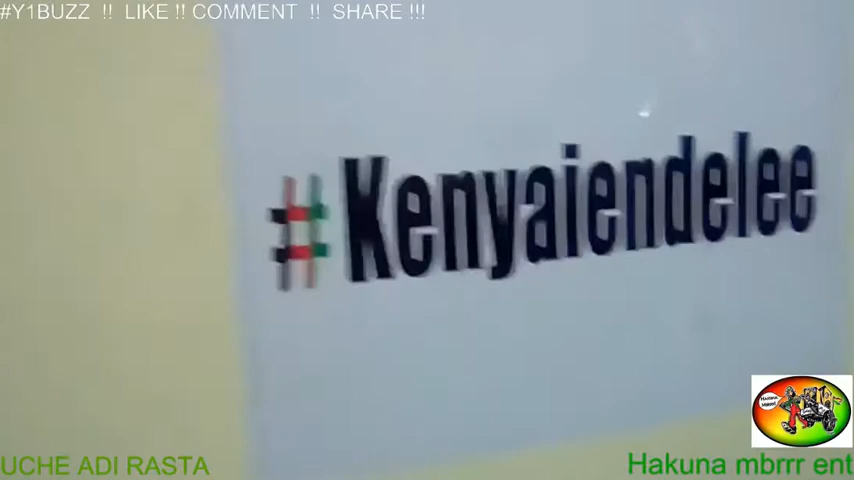 #Y1BUZZ !! LIKE !! COMMENT !! SHARE !!!
#Kenyaiendelee
UCHE ADI RASTA
Hakuna mbrrr ent